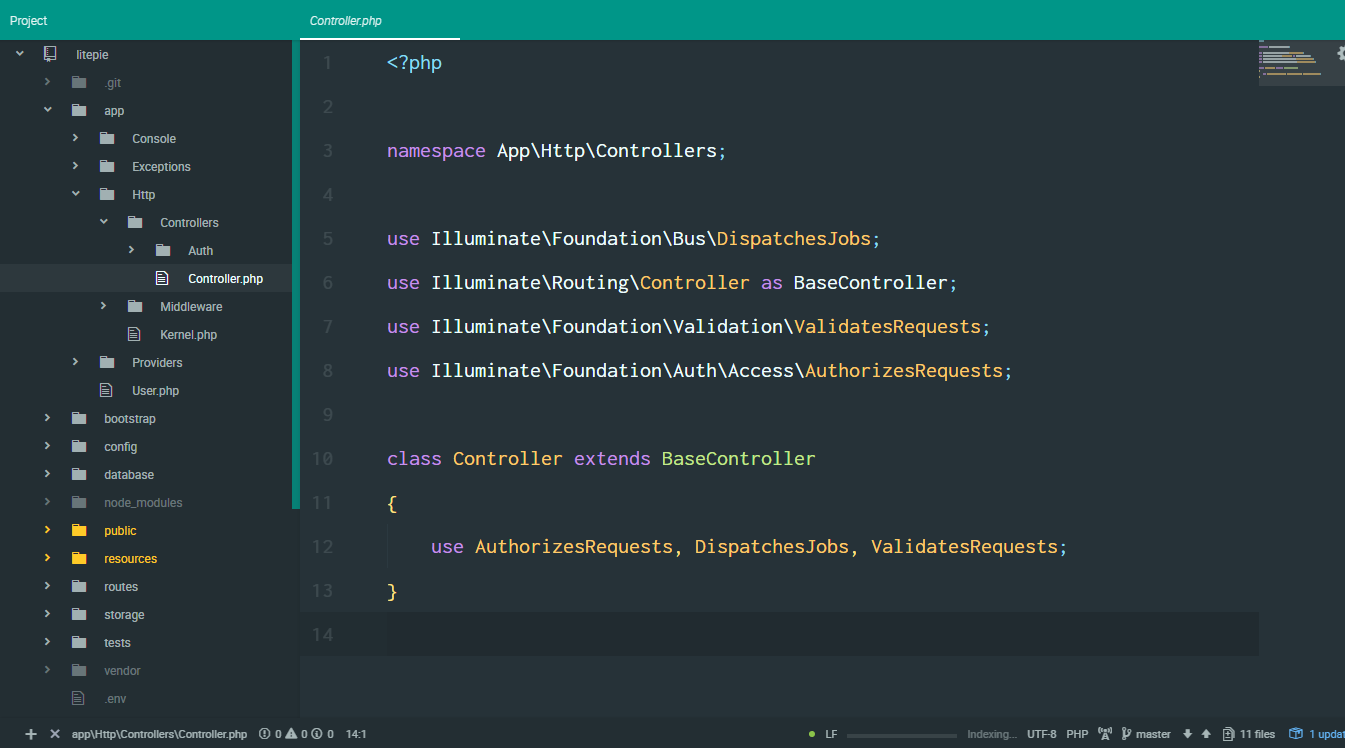 Project
litepie
.git
app
Console
Exceptions
Http
Controllers
Auth
Controller.php
Middleware
Kernel.php
Providers
User.php
bootstrap
config
database
node_modules
public
resources
routes
storage
tests
vendor
.env
Controller.php
1 <?php
2
3 namespace App\Http\Controllers;
4
5 use Illuminate\Foundation\Bus\DispatchesJobs;
6 use Illuminate\Routing\Controller as BaseController;
7 use Illuminate\Foundation\Validation\ValidatesRequests;
8 use Illuminate\Foundation\Auth\Access\AuthorizesRequests;
9
10 class Controller extends BaseController
11 {
12 use AuthorizesRequests, DispatchesJobs, ValidatesRequests;
13 }
14
app\Http\Controllers\Controller.php 0 0 0 14:1 LF Indexing... UTF-8 PHP master 11 files 1 updat